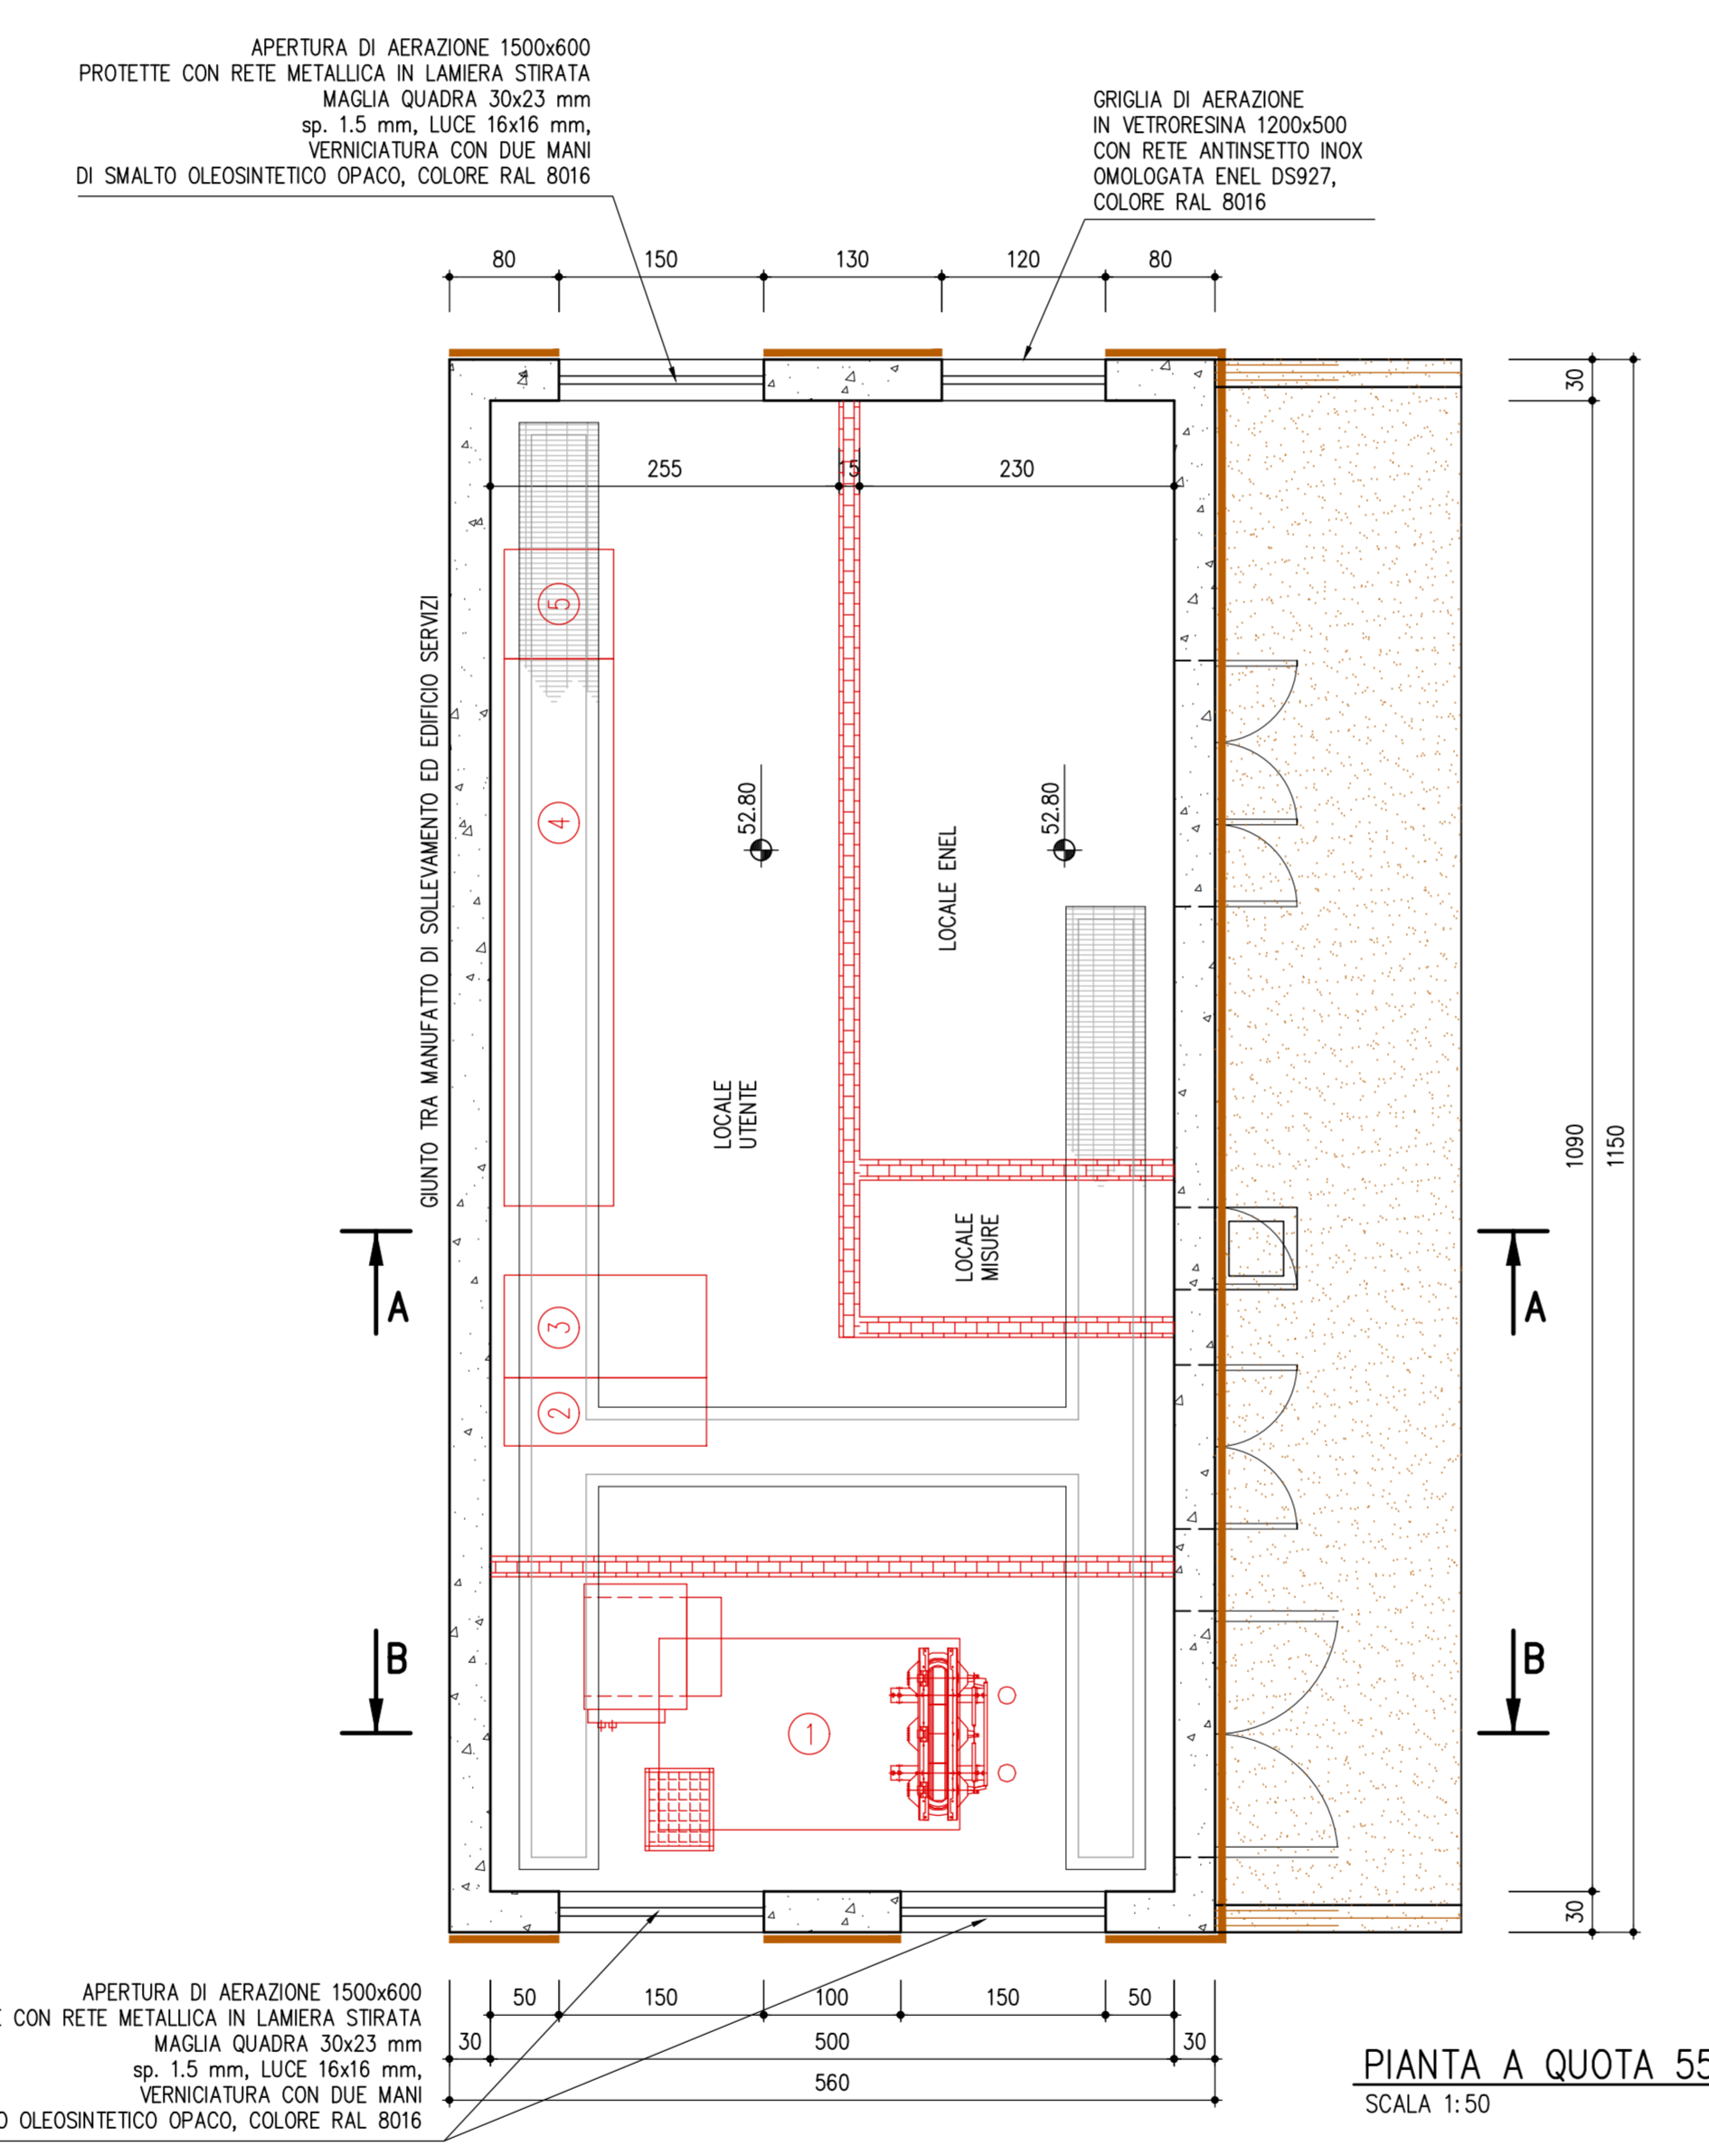 APERTURA DI AERAZIONE 1500x600
PROTETTE CON RETE METALLICA IN LAMIERA STIRATA
MAGLIA QUADRA 30x23 mm
sp. 1.5 mm, LUCE 16x16 mm,
VERNICIATURA CON DUE MANI
DI SMALTO OLEOSINTETICO OPACO, COLORE RAL 8016
GRIGLIA DI AERAZIONE
IN VETRORESINA 1200x500
CON RETE ANTINSETTO INOX
OMOLOGATA ENEL DS927,
COLORE RAL 8016
80 150 130 120 80
30
255 15 230
5
GIUNTO TRA MANUFATTO DI SOLLEVAMENTO ED EDIFICIO SERVIZI
4
52.80
52.80
LOCALE ENEL
LOCALE
UTENTE
1090
1150
LOCALE
MISURE
A
A
3
2
B
B
1
30
APERTURA DI AERAZIONE 1500x600
CON RETE METALLICA IN LAMIERA STIRATA
MAGLIA QUADRA 30x23 mm
sp. 1.5 mm, LUCE 16x16 mm,
VERNICIATURA CON DUE MANI
OLEOSINTETICO OPACO, COLORE RAL 8016
50 150 100 150 50
30 500 30
560
PIANTA A QUOTA 55
SCALA 1:50